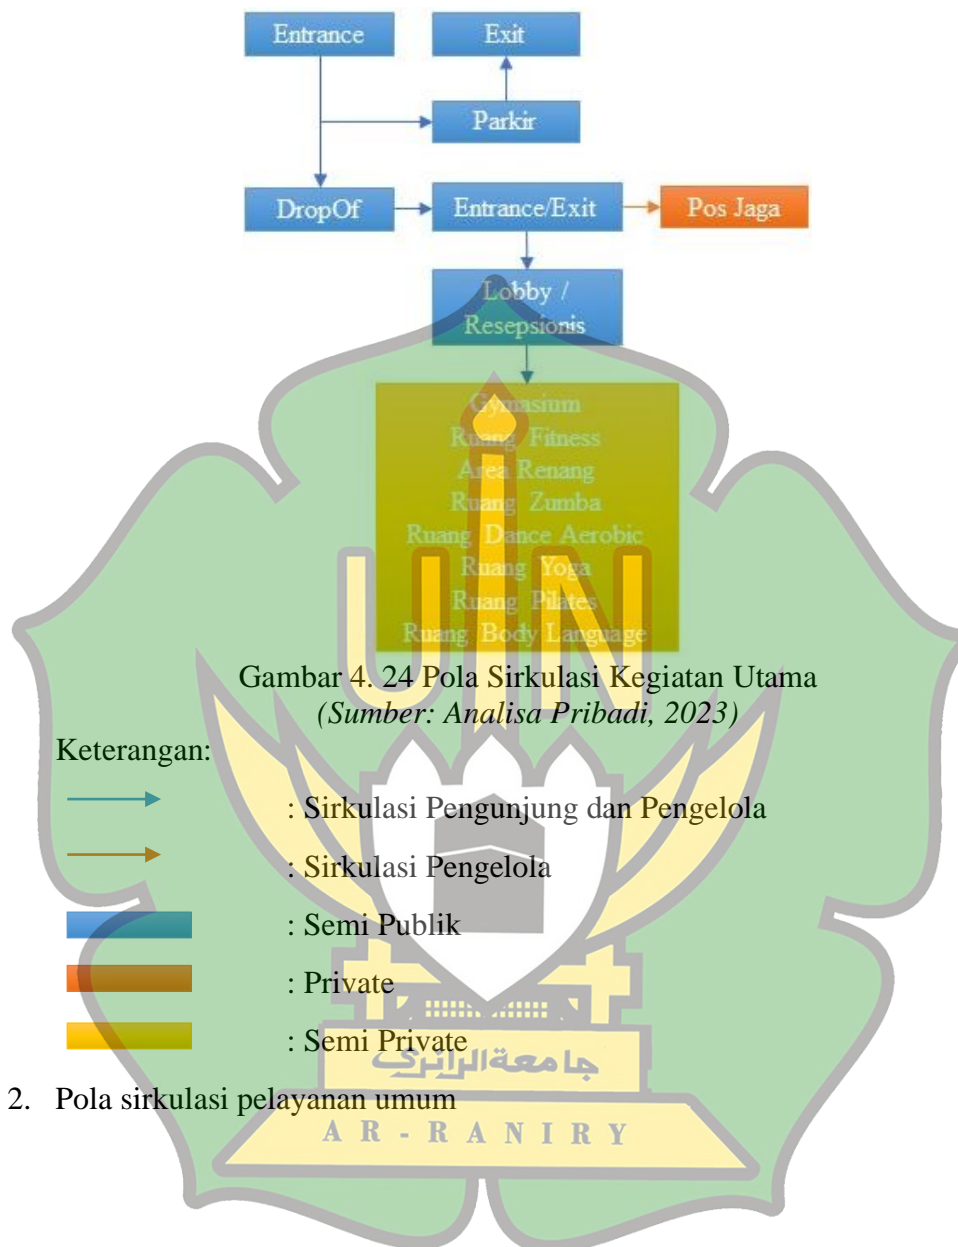 Entrance
Exit
Parkir
DropOf
Entrance/Exit
Pos Jaga
Lobby /
Resepsionis
Gymasium
Ruang Fitness
Area Renang
Ruang Zumba
Ruang Dance Aerobic
Ruang Yoga
Ruang Pilates
Ruang Body Language
UIN
Gambar 4. 24 Pola Sirkulasi Kegiatan Utama
(Sumber: Analisa Pribadi, 2023)
Keterangan:
: Sirkulasi Pengunjung dan Pengelola
: Sirkulasi Pengelola
: Semi Publik
: Private
: Semi Private
جامعة الرانري
2. Pola sirkulasi pelayanan umum
AR-RANIRY